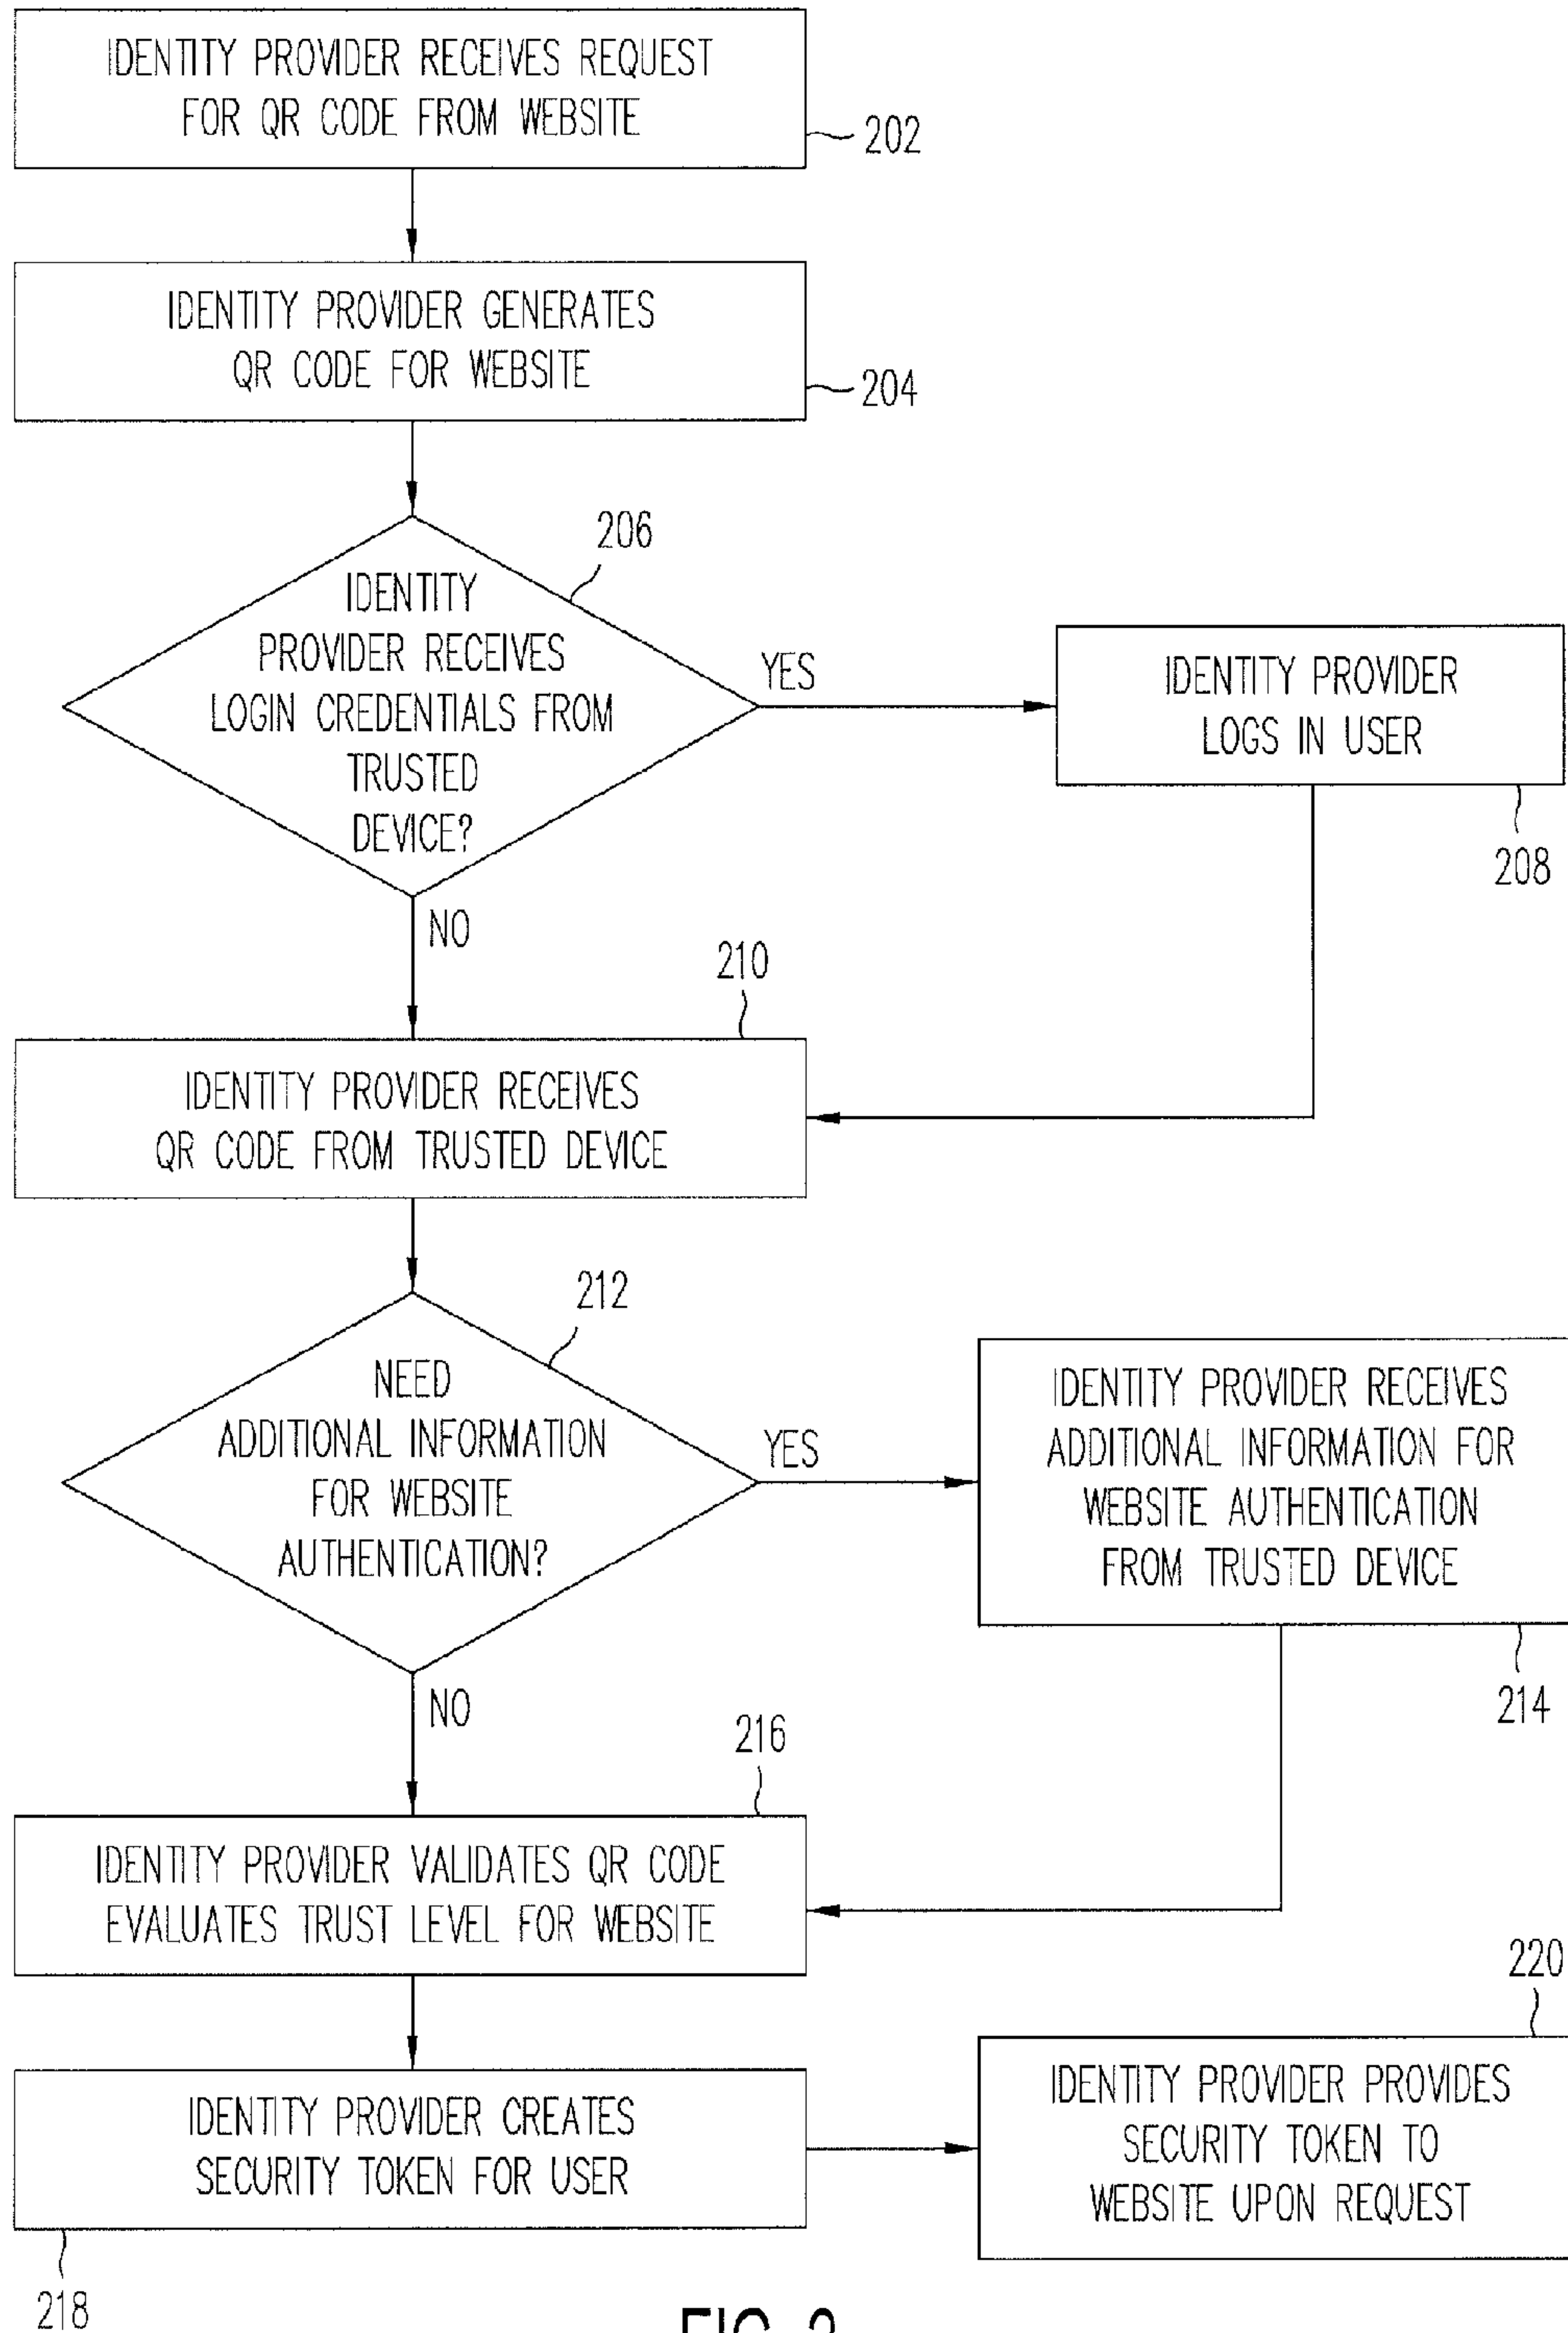 IDENTITY PROVIDER RECEIVES REQUEST
FOR QR CODE FROM WEBSITE
202
IDENTITY PROVIDER GENERATES
QR CODE FOR WEBSITE
204
206
IDENTITY
PROVIDER RECEIVES
LOGIN CREDENTIALS FROM
TRUSTED
DEVICE?
YES
IDENTITY PROVIDER
LOGS IN USER
208
NO
210
IDENTITY PROVIDER RECEIVES
QR CODE FROM TRUSTED DEVICE
212
NEED
ADDITIONAL INFORMATION
FOR WEBSITE
AUTHENTICATION?
YES
IDENTITY PROVIDER RECEIVES
ADDITIONAL INFORMATION FOR
WEBSITE AUTHENTICATION
FROM TRUSTED DEVICE
214
NO
216
IDENTITY PROVIDER VALIDATES QR CODE
EVALUATES TRUST LEVEL FOR WEBSITE
220
IDENTITY PROVIDER CREATES
SECURITY TOKEN FOR USER
218
IDENTITY PROVIDER PROVIDES
SECURITY TOKEN TO
WEBSITE UPON REQUEST
FIG.